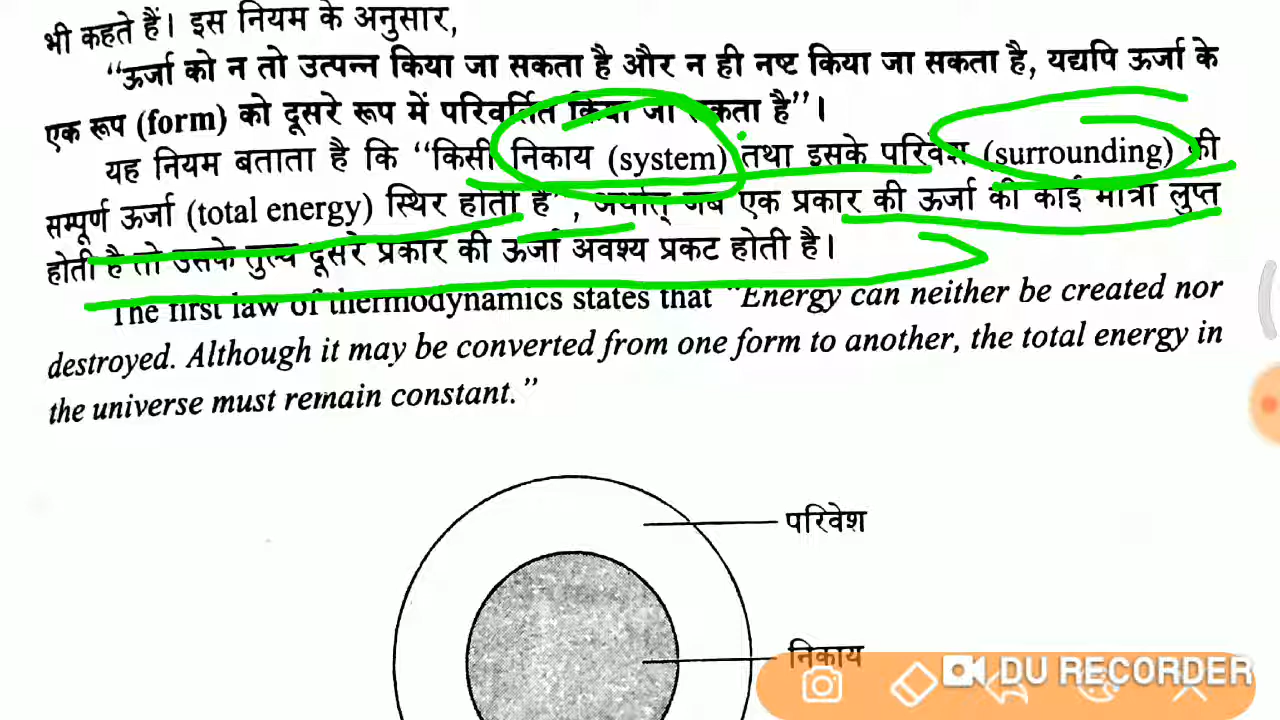 भी कहते हैं। इस नियम के अनुसार,
“ऊर्जा को न तो उत्पन्न किया जा सकता है और न ही नष्ट किया जा सकता है, यद्यपि ऊर्जा के
एक रूप (form) को दूसरे रूप में परिवर्तित किया जा सकता है”।
यह नियम बताता है कि “किसी निकाय (system) तथा इसके परिवेश (surrounding) की
सम्पूर्ण ऊर्जा (total energy) स्थिर होती है”, अर्थात् जब एक प्रकार की ऊर्जा की कोई मात्रा लुप्त
होती है तो उसके तुल्य दूसरे प्रकार की ऊर्जा अवश्य प्रकट होती है।
The first law of thermodynamics states that “Energy can neither be created nor
destroyed. Although it may be converted from one form to another, the total energy in
the universe must remain constant.”
परिवेश
निकाय
DU RECORDER